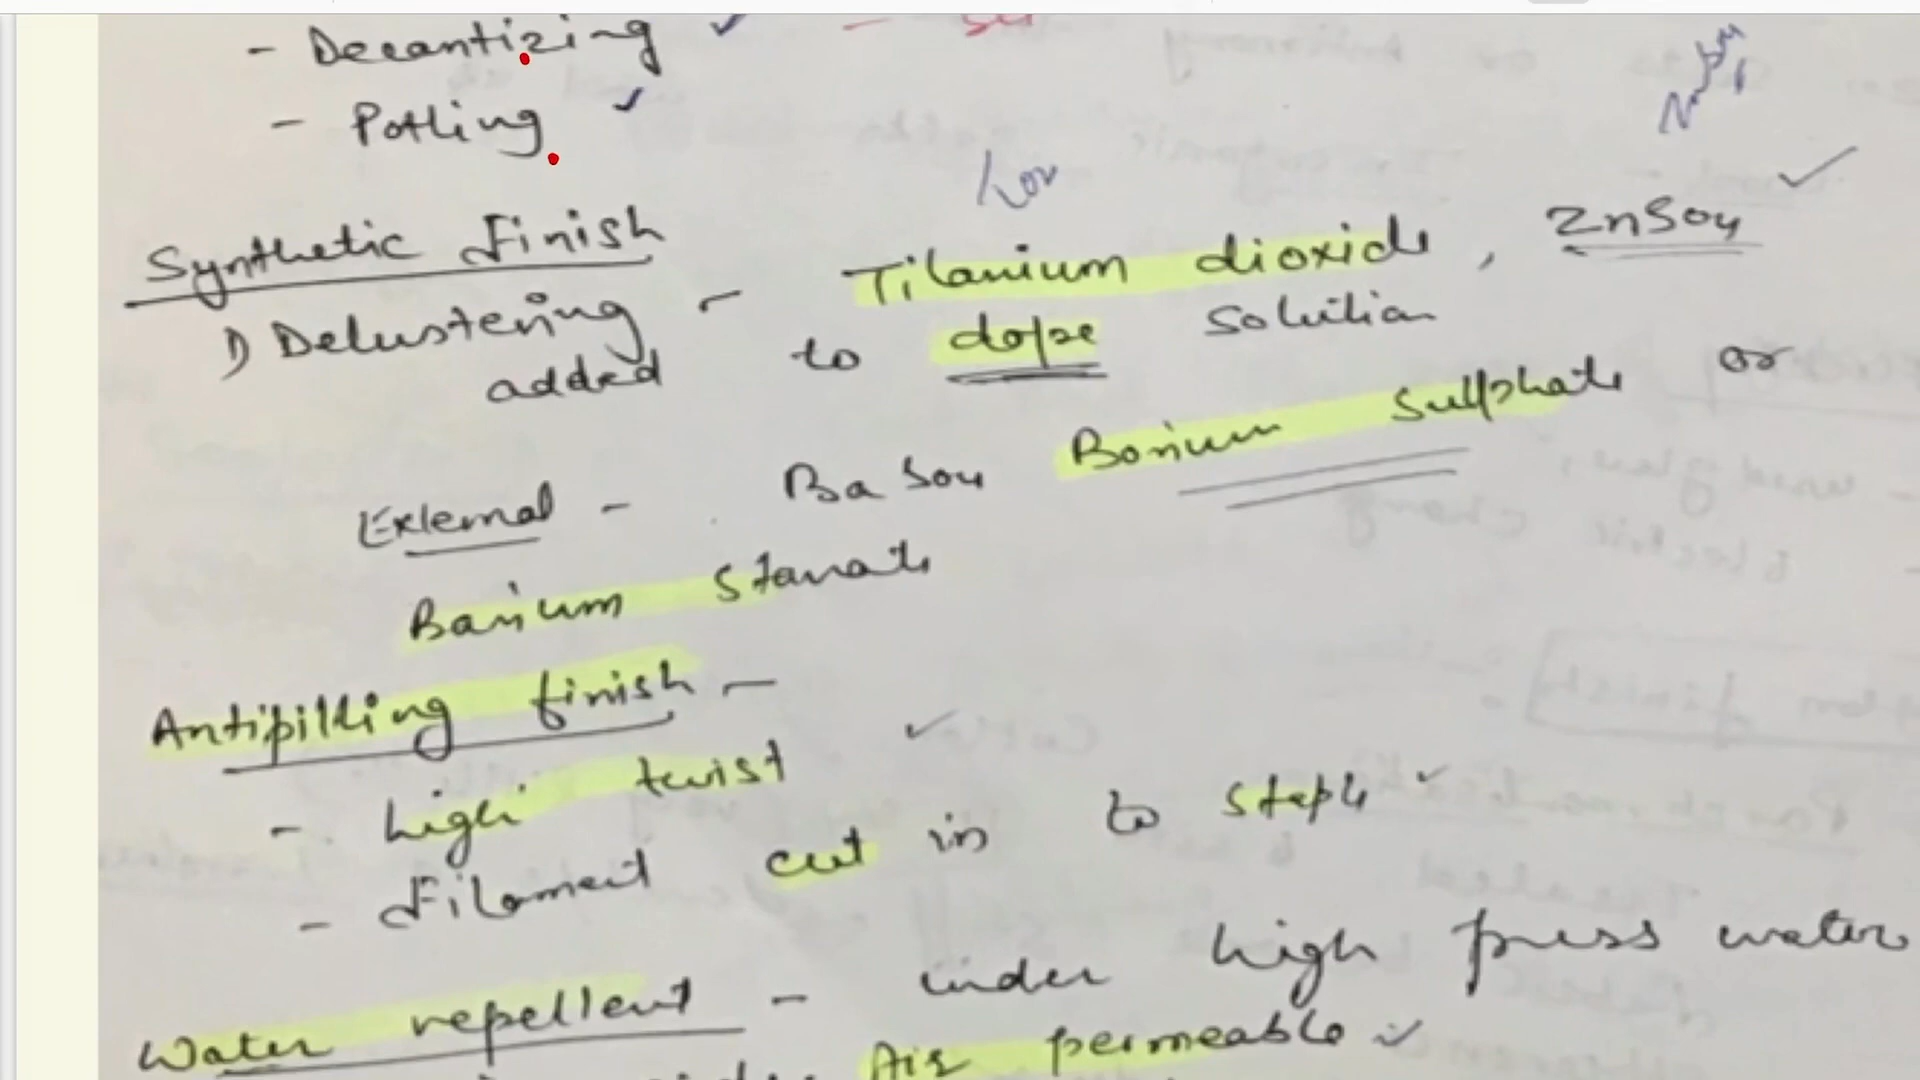 - Decantizing ✓ -
- Potling ✓
Synthetic finish
1) Delustering - Titanium dioxide, ZnSO4 ✓
added to dope solution
External - BaSO4 Barium sulphate or
Barium stanate
Antipilling finish -
- high twist ✓
- Filament cut in to staple ✓
Water repellent - under high press water
Air permeable ✓